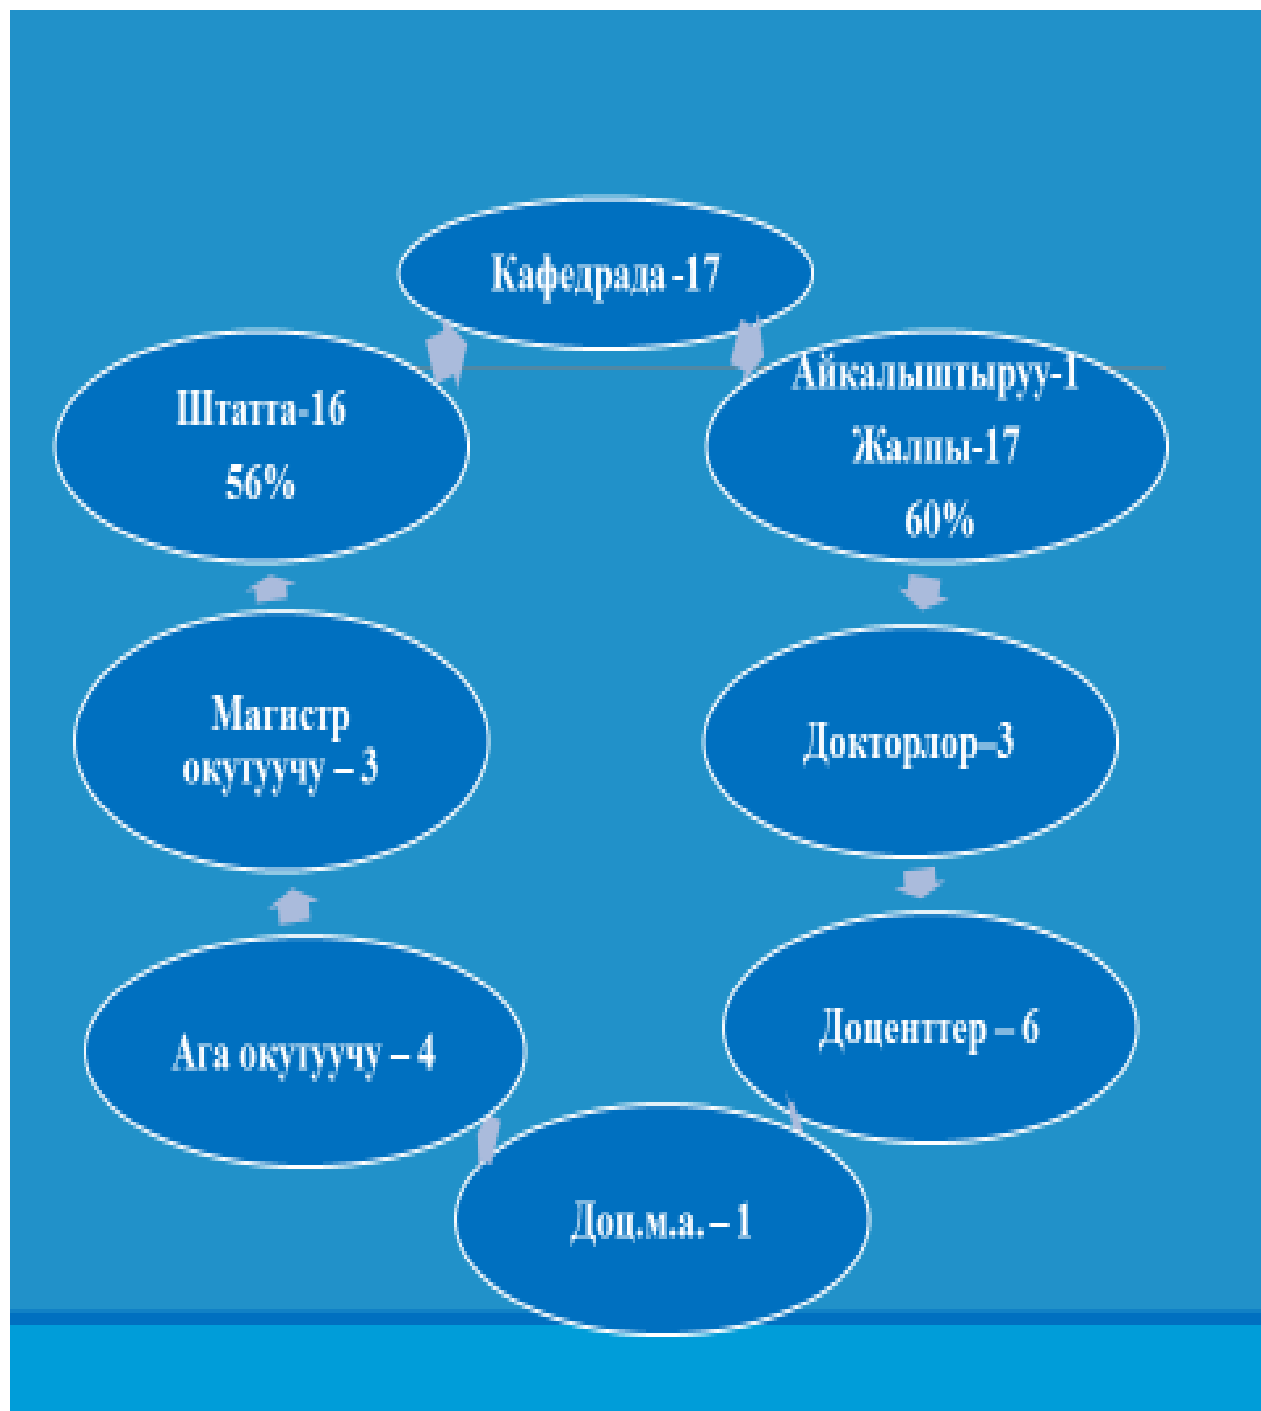 Кафедрада -17
Айкалыштыруу-1
Жалпы-17
60%
Докторлор–3
Доценттер – 6
Доц.м.а. – 1
Ага окутуучу – 4
Магистр
окутуучу – 3
Штатта-16
56%